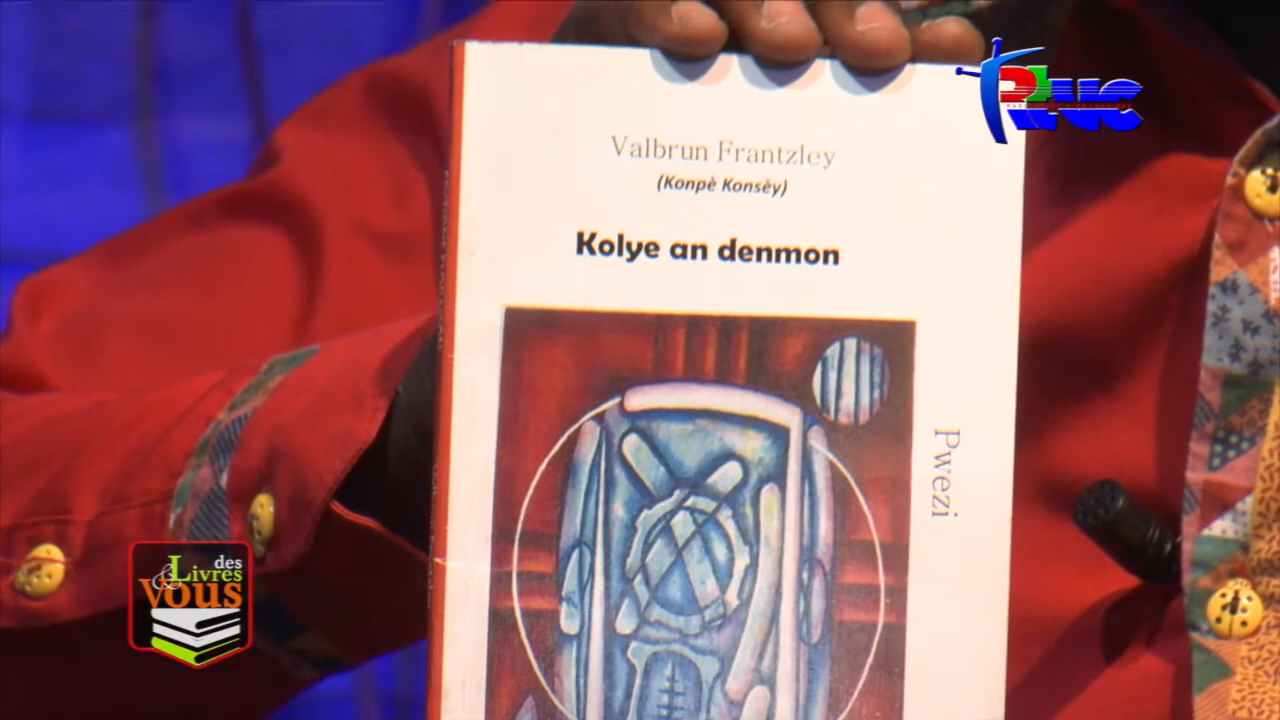 Valbrun Frantzley
(Konpè Konsèy)
Kolye an denmon
Pwezi
des
Livres
&
Vous